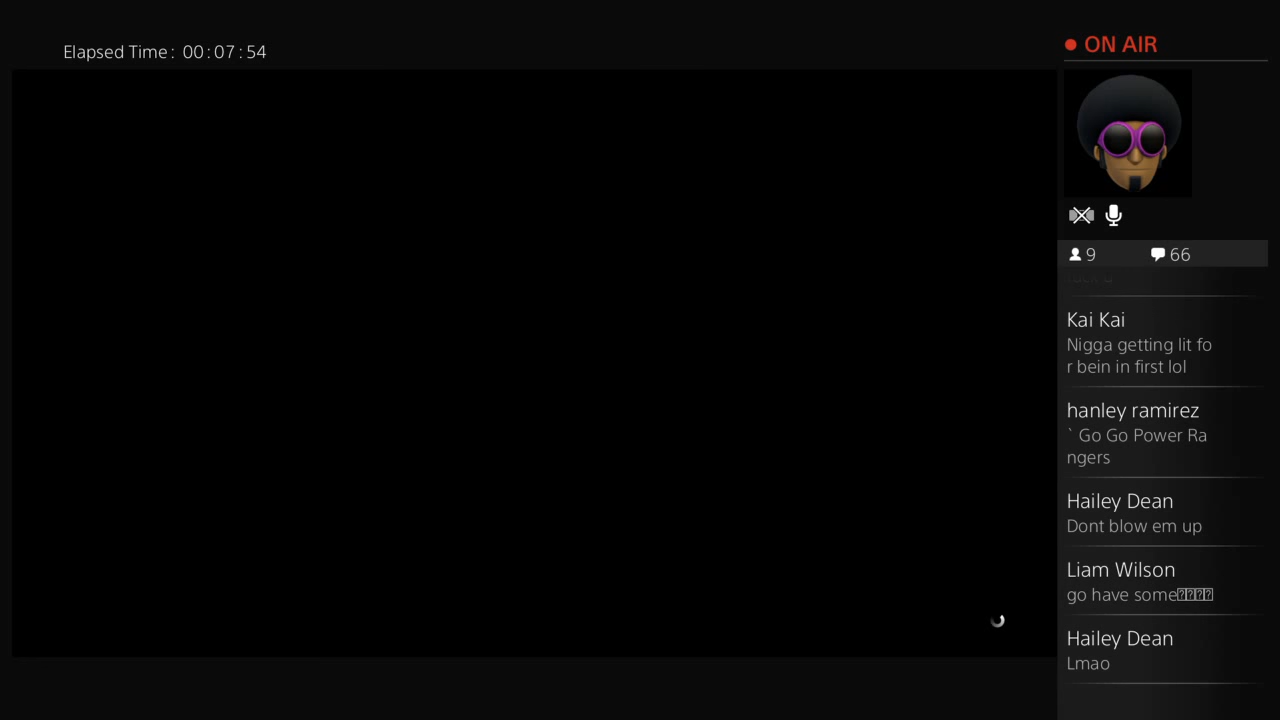 Elapsed Time: 00:07:54
ON AIR
9
66
Kai Kai
Nigga getting lit fo
r bein in first lol
hanley ramirez
` Go Go Power Ra
ngers
Hailey Dean
Dont blow em up
Liam Wilson
go have some
Hailey Dean
Lmao